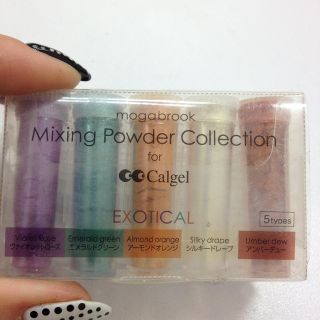 mogabrook
Mixing Powder Collection
for
Calgel
EXOTICAL
5types
Violet Rose
ヴァイオレットローズ
Emerald green
エメラルドグリーン
Almond orange
アーモンドオレンジ
Silky drape
シルキードレープ
Umber dew
アンバーデュー